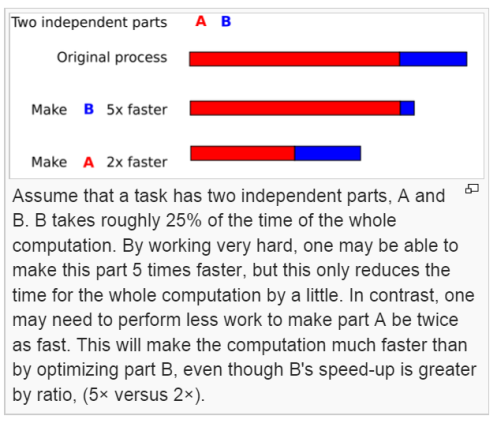 Two independent parts A B
Original process
Make B 5x faster
Make A 2x faster
Assume that a task has two independent parts, A and
B. B takes roughly 25% of the time of the whole
computation. By working very hard, one may be able to
make this part 5 times faster, but this only reduces the
time for the whole computation by a little. In contrast, one
may need to perform less work to make part A be twice
as fast. This will make the computation much faster than
by optimizing part B, even though B's speed-up is greater
by ratio, (5× versus 2×).